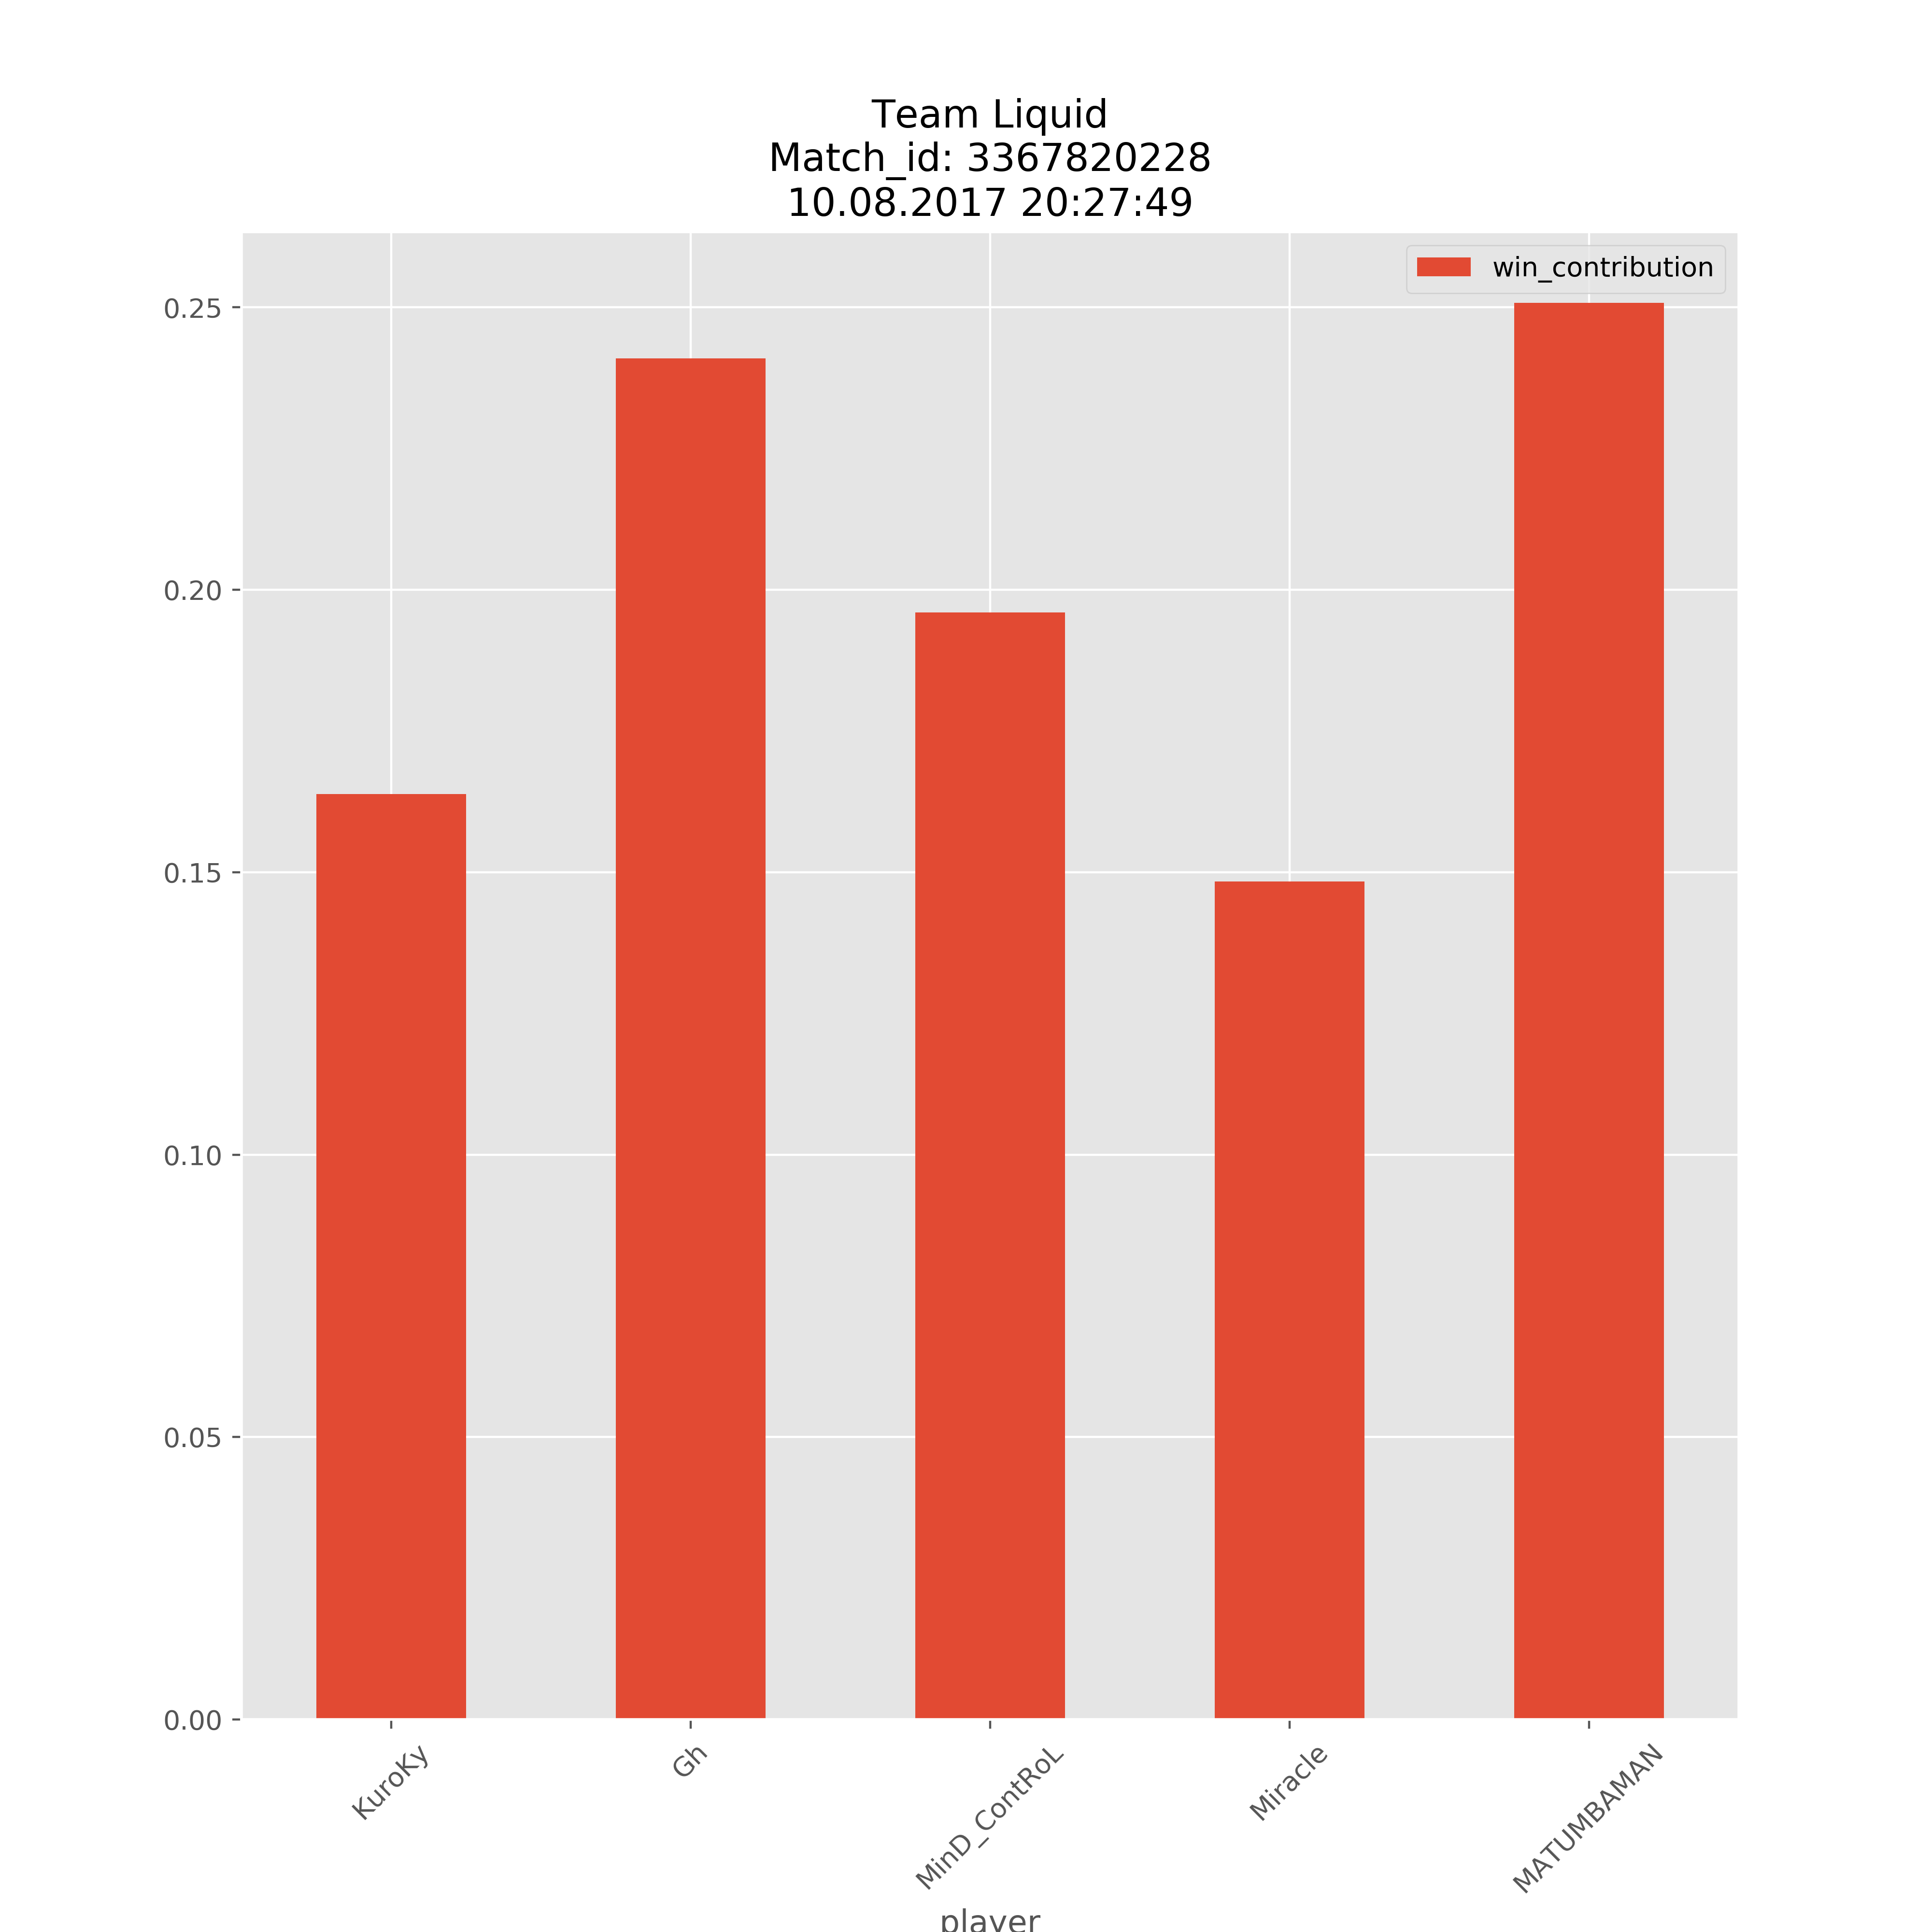 Team Liquid
Match_id: 3367820228
10.08.2017 20:27:49
win_contribution
0.25
0.20
0.15
0.10
0.05
0.00
KuroKy
Gh
MinD_ContRoL
Miracle
MATUMBAMAN
player